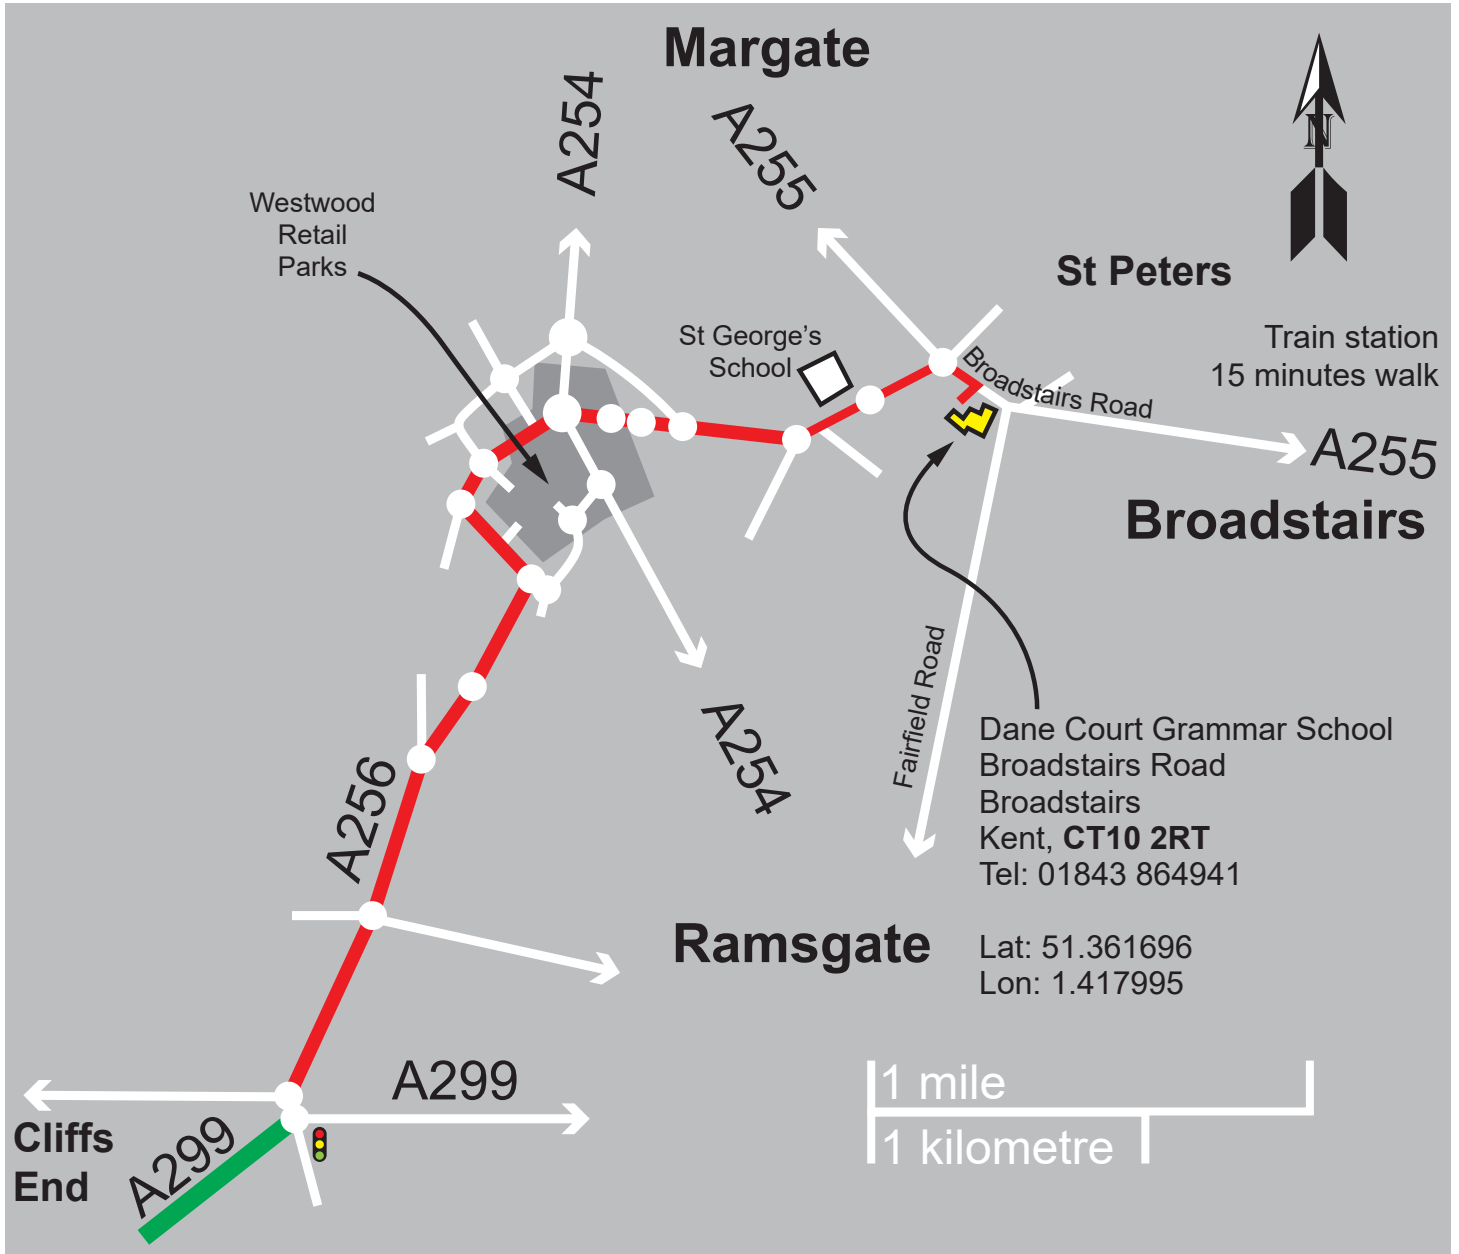 Margate
A254
A255
N
Westwood
Retail
Parks
St Peters
St George's
School
Train station
15 minutes walk
Broadstairs Road
A255
Broadstairs
Fairfield Road
A254
Dane Court Grammar School
Broadstairs Road
Broadstairs
Kent, CT10 2RT
Tel: 01843 864941
A256
Ramsgate
Lat: 51.361696
Lon: 1.417995
A299
1 mile
1 kilometre
Cliffs
End
A299